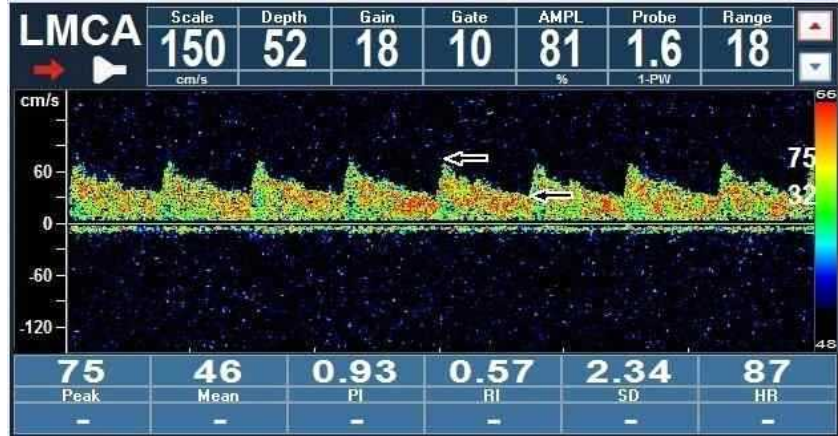 LMCA
Scale Depth Gain Gate AMPL Probe Range
150 52 18 10 81 1.6 18
cm/s % 1-PW
cm/s
66
75
60
32
0
-60
-120
48
75 46 0.93 0.57 2.34 87
Peak Mean PI RI SD HR
- - - - - -